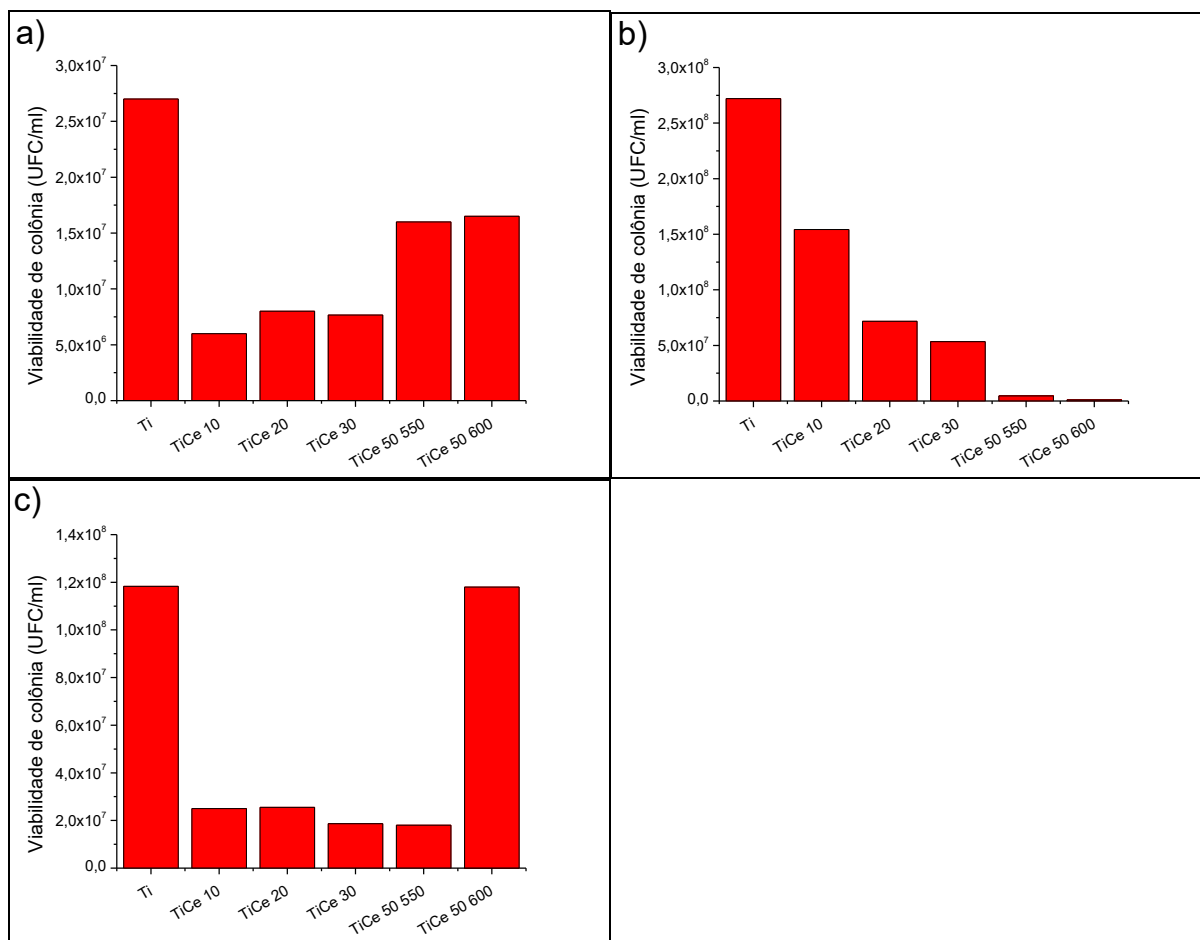 a)
Viabilidade de colônia (UFC/ml)
3,0x10⁷
2,5x10⁷
2,0x10⁷
1,5x10⁷
1,0x10⁷
5,0x10⁶
0,0
Ti
TiCe 10
TiCe 20
TiCe 30
TiCe 50 550
TiCe 50 600
b)
Viabilidade de colônia (UFC/ml)
3,0x10⁸
2,5x10⁸
2,0x10⁸
1,5x10⁸
1,0x10⁸
5,0x10⁷
0,0
Ti
TiCe 10
TiCe 20
TiCe 30
TiCe 50 550
TiCe 50 600
c)
Viabilidade de colônia (UFC/ml)
1,4x10⁸
1,2x10⁸
1,0x10⁸
8,0x10⁷
6,0x10⁷
4,0x10⁷
2,0x10⁷
0,0
Ti
TiCe 10
TiCe 20
TiCe 30
TiCe 50 550
TiCe 50 600